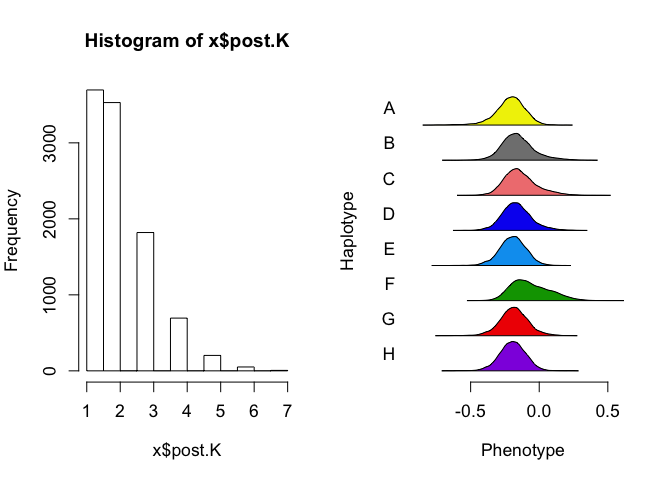 Histogram of x$post.K
Frequency
0
1000
2000
3000
1 2 3 4 5 6 7
x$post.K
Haplotype
A
B
C
D
E
F
G
H
-0.5 0.0 0.5
Phenotype